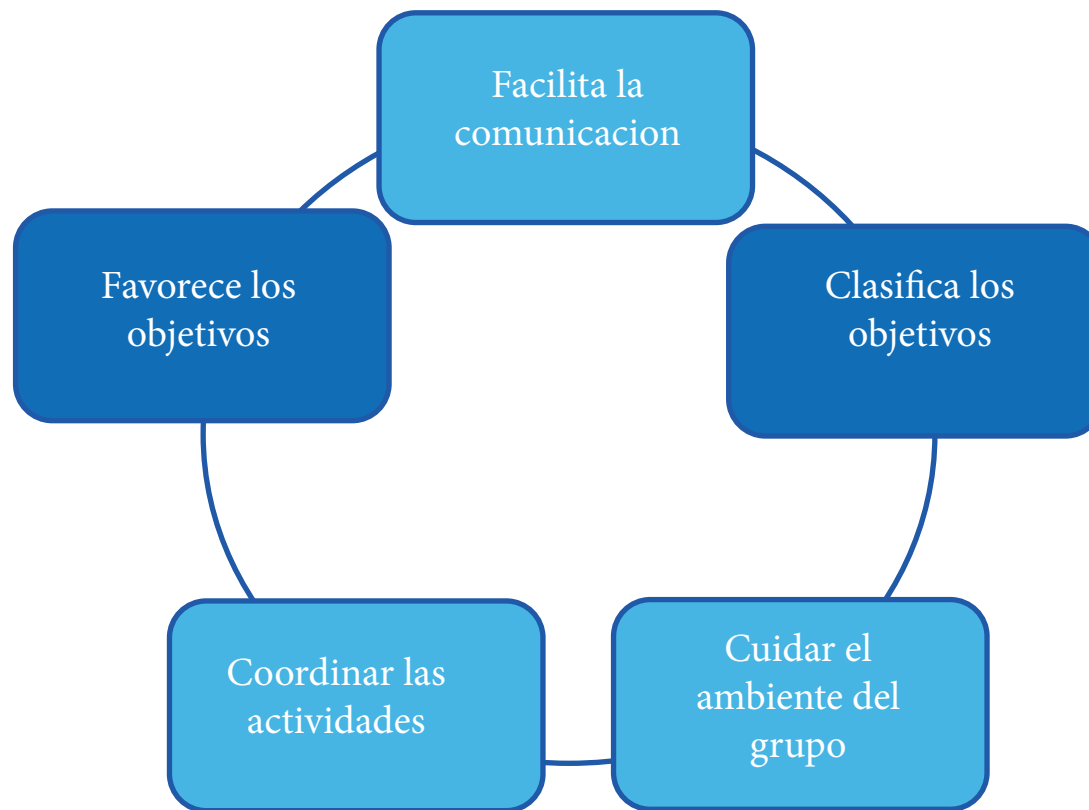 Facilita la
comunicacion
Favorece los
objetivos
Clasifica los
objetivos
Coordinar las
actividades
Cuidar el
ambiente del
grupo